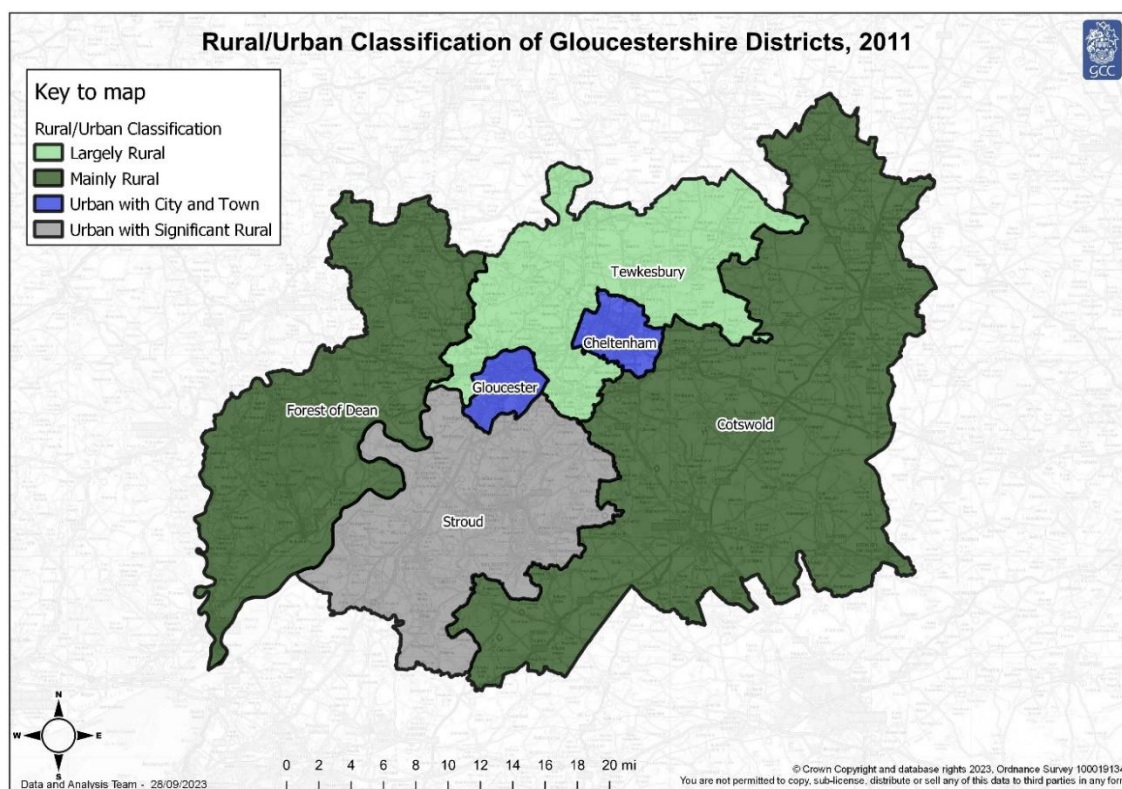 Rural/Urban Classification of Gloucestershire Districts, 2011
GCC
Key to map
Rural/Urban Classification
Largely Rural
Mainly Rural
Urban with City and Town
Urban with Significant Rural
Tewkesbury
Cheltenham
Gloucester
Forest of Dean
Cotswold
Stroud
N
W E
S
0 2 4 6 8 10 12 14 16 18 20 mi
Data and Analysis Team - 28/09/2023
© Crown Copyright and database rights 2023, Ordnance Survey 100019134
You are not permitted to copy, sub-license, distribute or sell any of this data to third parties in any form